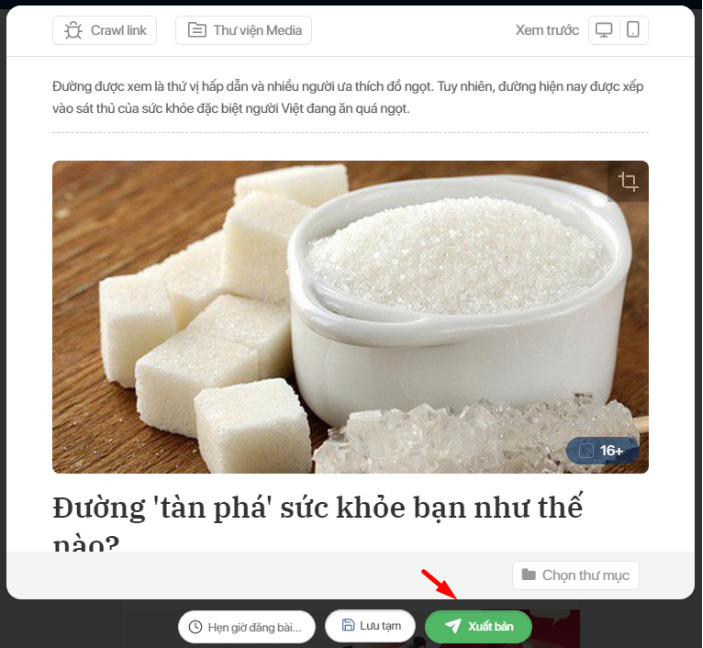 Crawl link
Thư viện Media
Xem trước
Đường được xem là thứ vị hấp dẫn và nhiều người ưa thích đồ ngọt. Tuy nhiên, đường hiện nay được xếp
vào sát thủ của sức khỏe đặc biệt người Việt đang ăn quá ngọt.
16+
Đường 'tàn phá' sức khỏe bạn như thế
nào?
Chọn thư mục
Hẹn giờ đăng bài...
Lưu tạm
Xuất bản